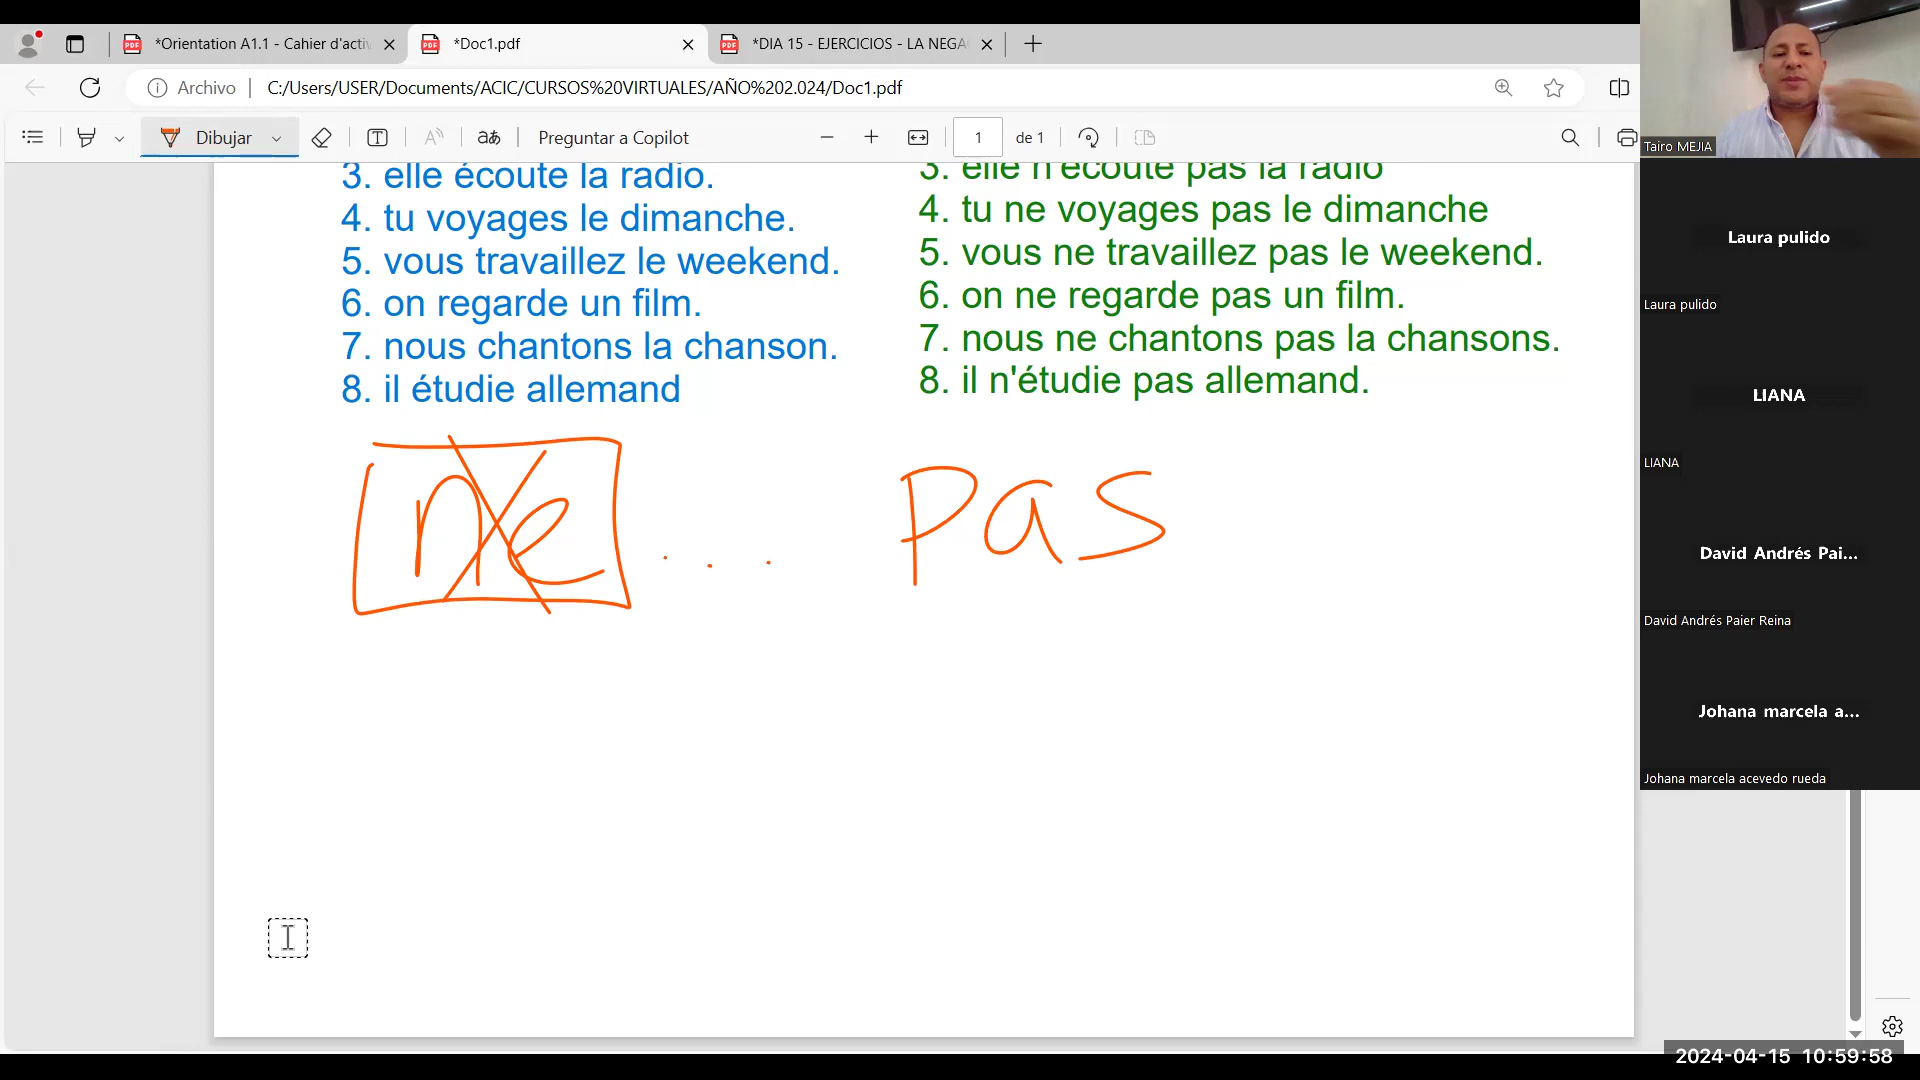 *Orientation A1.1 - Cahier d'activ
*Doc1.pdf
*DIA 15 - EJERCICIOS - LA NEGA
Archivo
C:/Users/USER/Documents/ACIC/CURSOS%20VIRTUALES/AÑO%202.024/Doc1.pdf
Dibujar
Preguntar a Copilot
1 de 1
3. elle écoute la radio.
4. tu voyages le dimanche.
5. vous travaillez le weekend.
6. on regarde un film.
7. nous chantons la chanson.
8. il étudie allemand
3. elle n'écoute pas la radio
4. tu ne voyages pas le dimanche
5. vous ne travaillez pas le weekend.
6. on ne regarde pas un film.
7. nous ne chantons pas la chansons.
8. il n'étudie pas allemand.
ne ... pas
Tairo MEJIA
Laura pulido
Laura pulido
LIANA
LIANA
David Andrés Pai...
David Andrés Paier Reina
Johana marcela a...
Johana marcela acevedo rueda
2024-04-15 10:59:58